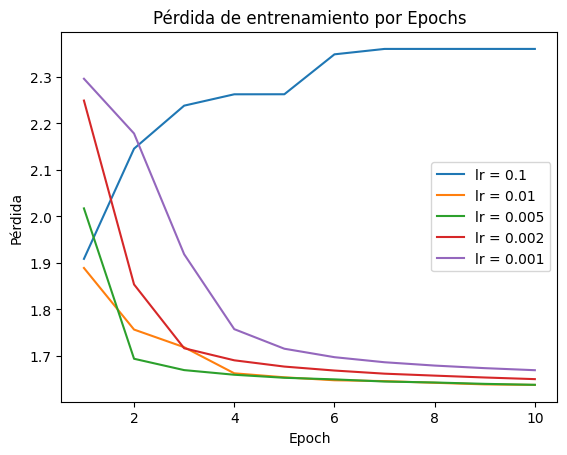 Pérdida de entrenamiento por Epochs
Pérdida
2.3
2.2
2.1
2.0
1.9
1.8
1.7
lr = 0.1
lr = 0.01
lr = 0.005
lr = 0.002
lr = 0.001
2 4 6 8 10
Epoch